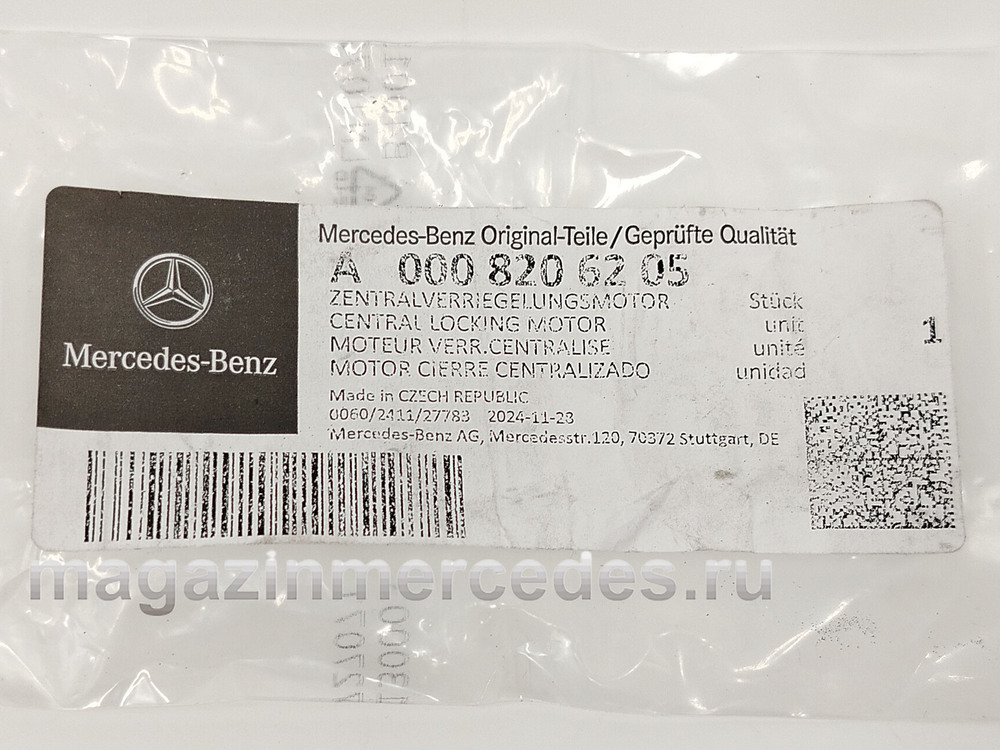 Mercedes-Benz
Mercedes-Benz Original-Teile/Geprüfte Qualität
A 000 820 62 05
ZENTRALVERRIEGELUNGSMOTOR Stück
CENTRAL LOCKING MOTOR unit 1
MOTEUR VERR.CENTRALISE unité
MOTOR CIERRE CENTRALIZADO unidad
Made in CZECH REPUBLIC
0060/2411/27783 2024-11-23
Mercedes-Benz AG, Mercedesstr.120, 70372 Stuttgart, DE
magazinmercedes.ru